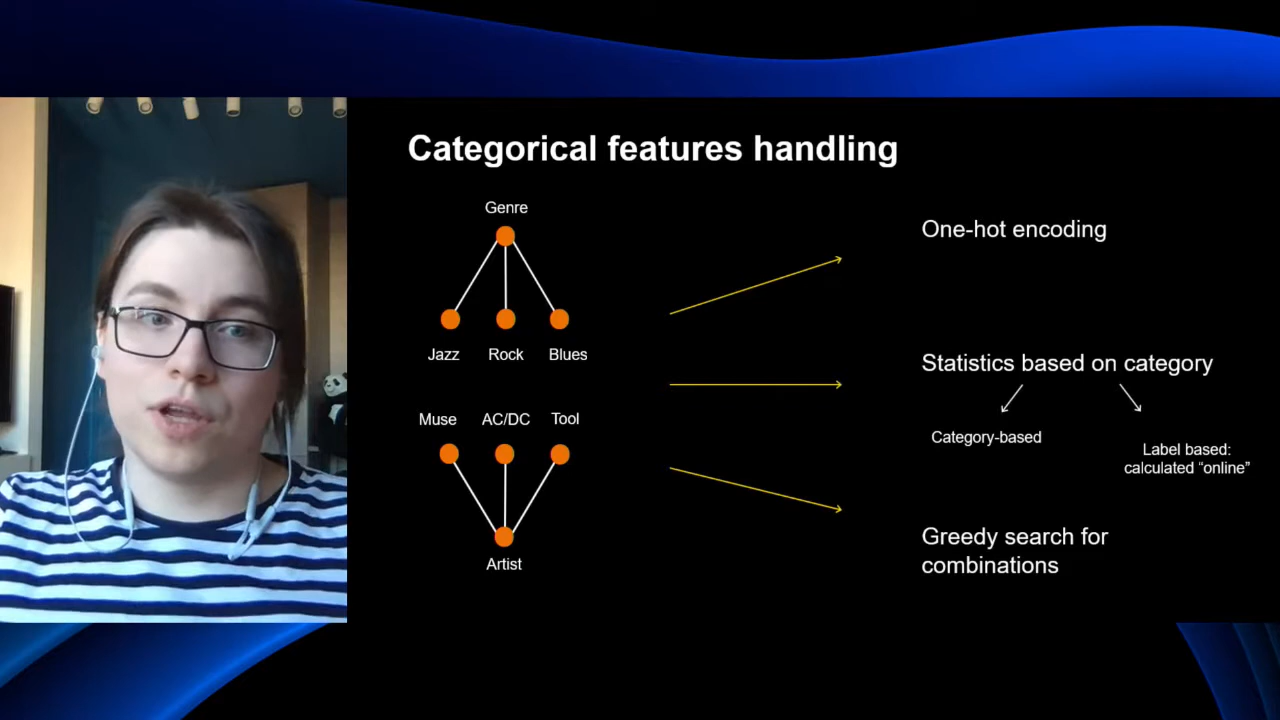 Categorical features handling
Genre
Jazz Rock Blues
Muse AC/DC Tool
Artist
One-hot encoding
Statistics based on category
Category-based
Label based:
calculated “online”
Greedy search for
combinations